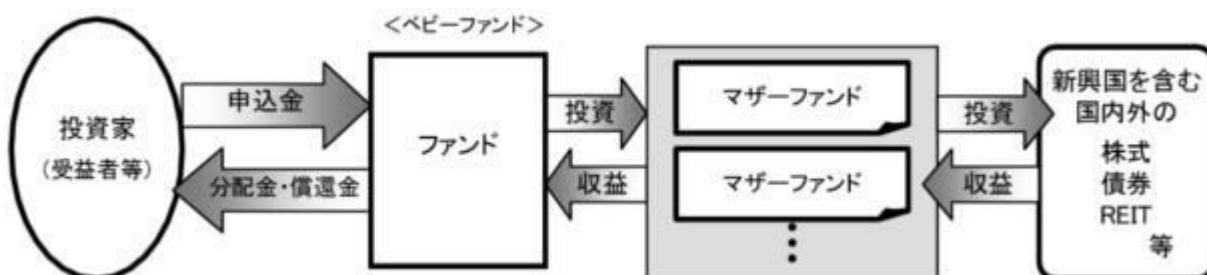 <ベビーファンド>
投資家
(受益者等)
申込金
分配金・償還金
ファンド
投資
収益
マザーファンド
マザーファンド
投資
収益
新興国を含む
国内外の
株式
債券
REIT
等